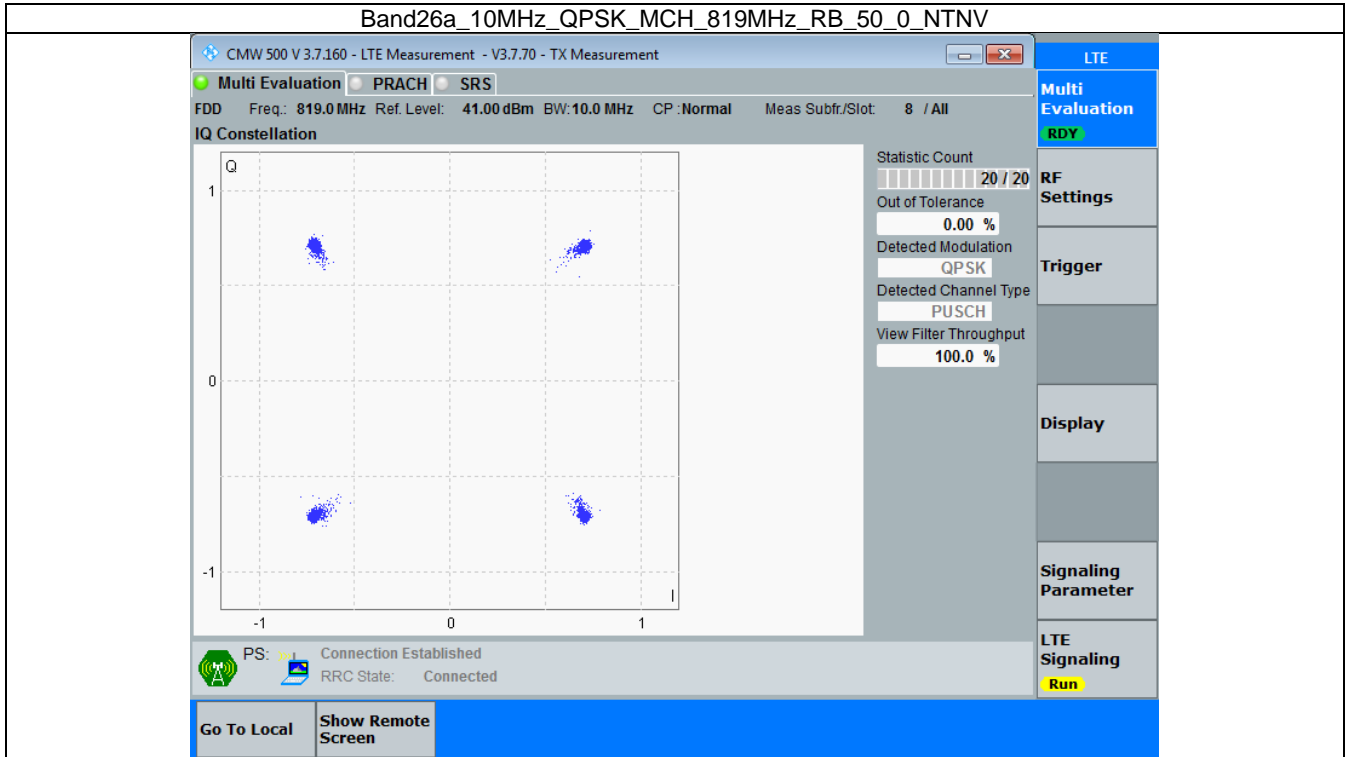 Band26a_10MHz_QPSK_MCH_819MHz_RB_50_0_NTNV
CMW 500 V 3.7.160 - LTE Measurement - V3.7.70 - TX Measurement
LTE
Multi Evaluation PRACH SRS
Multi
Evaluation
RDY
FDD Freq.: 819.0 MHz Ref. Level: 41.00 dBm BW: 10.0 MHz CP : Normal Meas Subfr./Slot: 8 / All
IQ Constellation
Q
1
0
-1
I
-1 0 1
Statistic Count
20 / 20
Out of Tolerance
0.00 %
Detected Modulation
QPSK
Detected Channel Type
PUSCH
View Filter Throughput
100.0 %
RF
Settings
Trigger
Display
Signaling
Parameter
LTE
Signaling
Run
PS: Connection Established
RRC State: Connected
Go To Local
Show Remote
Screen